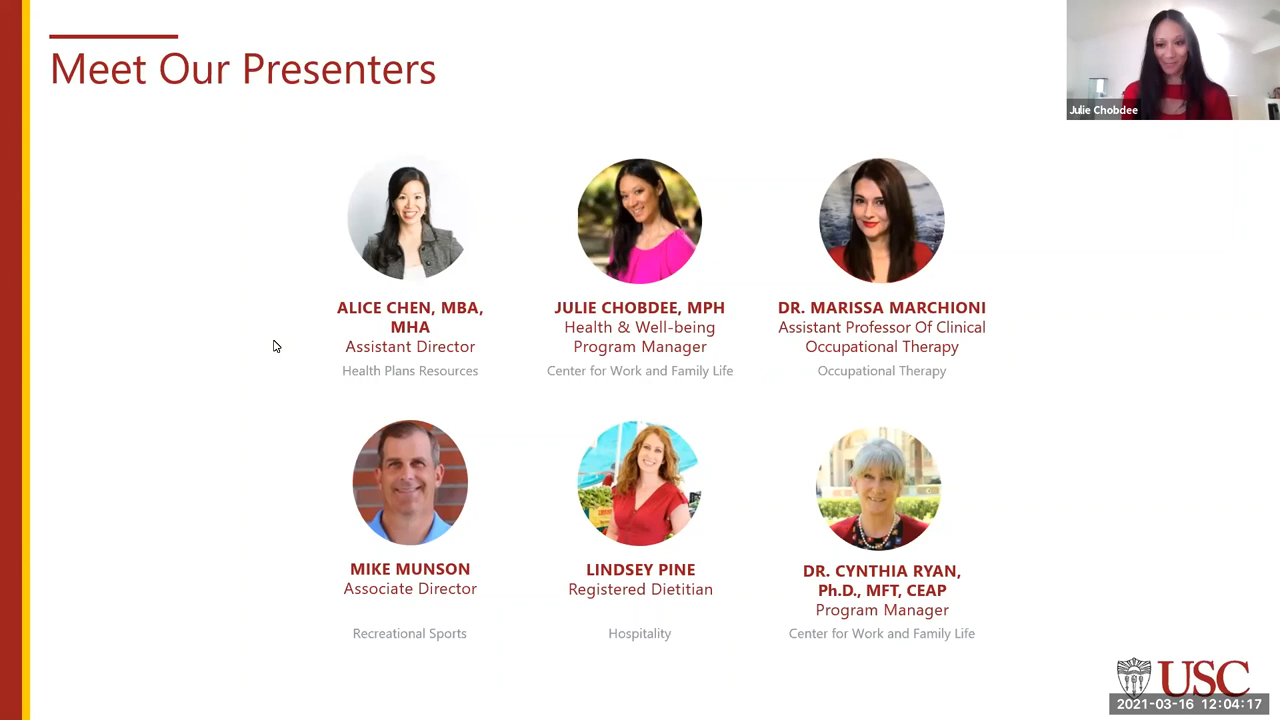 Meet Our Presenters
Julie Chobdee
ALICE CHEN, MBA,
MHA
Assistant Director
Health Plans Resources
JULIE CHOBDEE, MPH
Health & Well-being
Program Manager
Center for Work and Family Life
DR. MARISSA MARCHIONI
Assistant Professor Of Clinical
Occupational Therapy
Occupational Therapy
MIKE MUNSON
Associate Director
Recreational Sports
LINDSEY PINE
Registered Dietitian
Hospitality
DR. CYNTHIA RYAN,
Ph.D., MFT, CEAP
Program Manager
Center for Work and Family Life
USC
2021-03-16 12:04:17